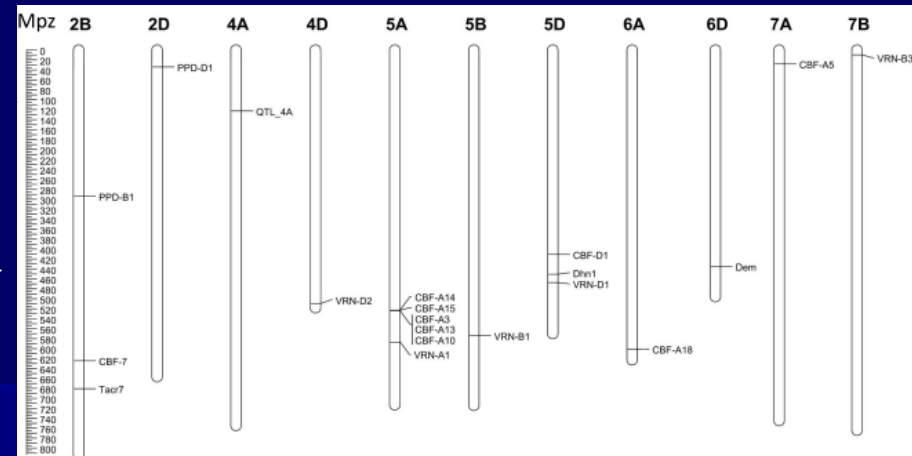 Mpz
2B 2D 4A 4D 5A 5B 5D 6A 6D 7A 7B
0
20
40
60
80
100
120
140
160
180
200
220
240
260
280
300
320
340
360
380
400
420
440
460
480
500
520
540
560
580
600
620
640
660
680
700
720
740
760
780
800
PPD-B1
CBF-7
Tacr7
PPD-D1
QTL_4A
VRN-D2
CBF-A14
CBF-A15
CBF-A3
CBF-A13
CBF-A10
VRN-A1
VRN-B1
CBF-D1
Dhn1
VRN-D1
CBF-A18
Dem
CBF-A5
VRN-B3